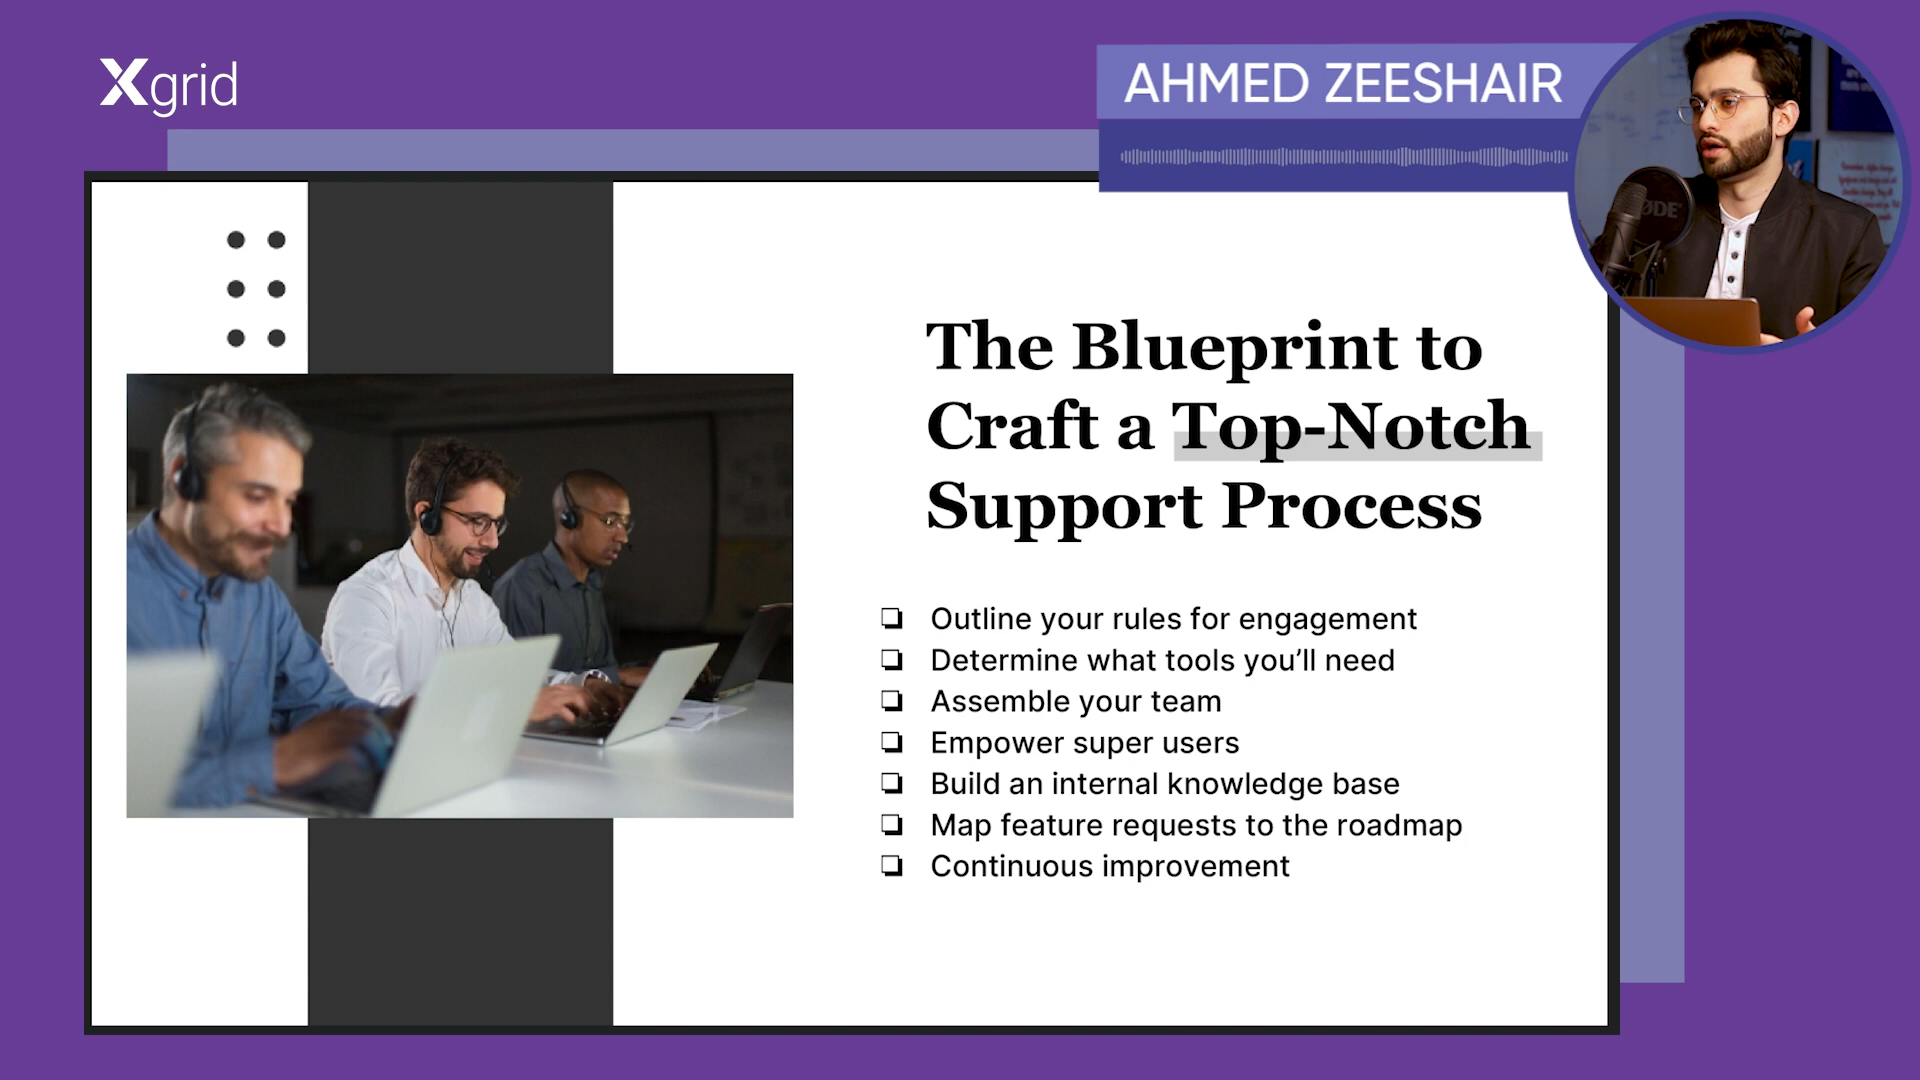 Xgrid
AHMED ZEESHAIR
The Blueprint to
Craft a Top-Notch
Support Process
❏ Outline your rules for engagement
❏ Determine what tools you’ll need
❏ Assemble your team
❏ Empower super users
❏ Build an internal knowledge base
❏ Map feature requests to the roadmap
❏ Continuous improvement